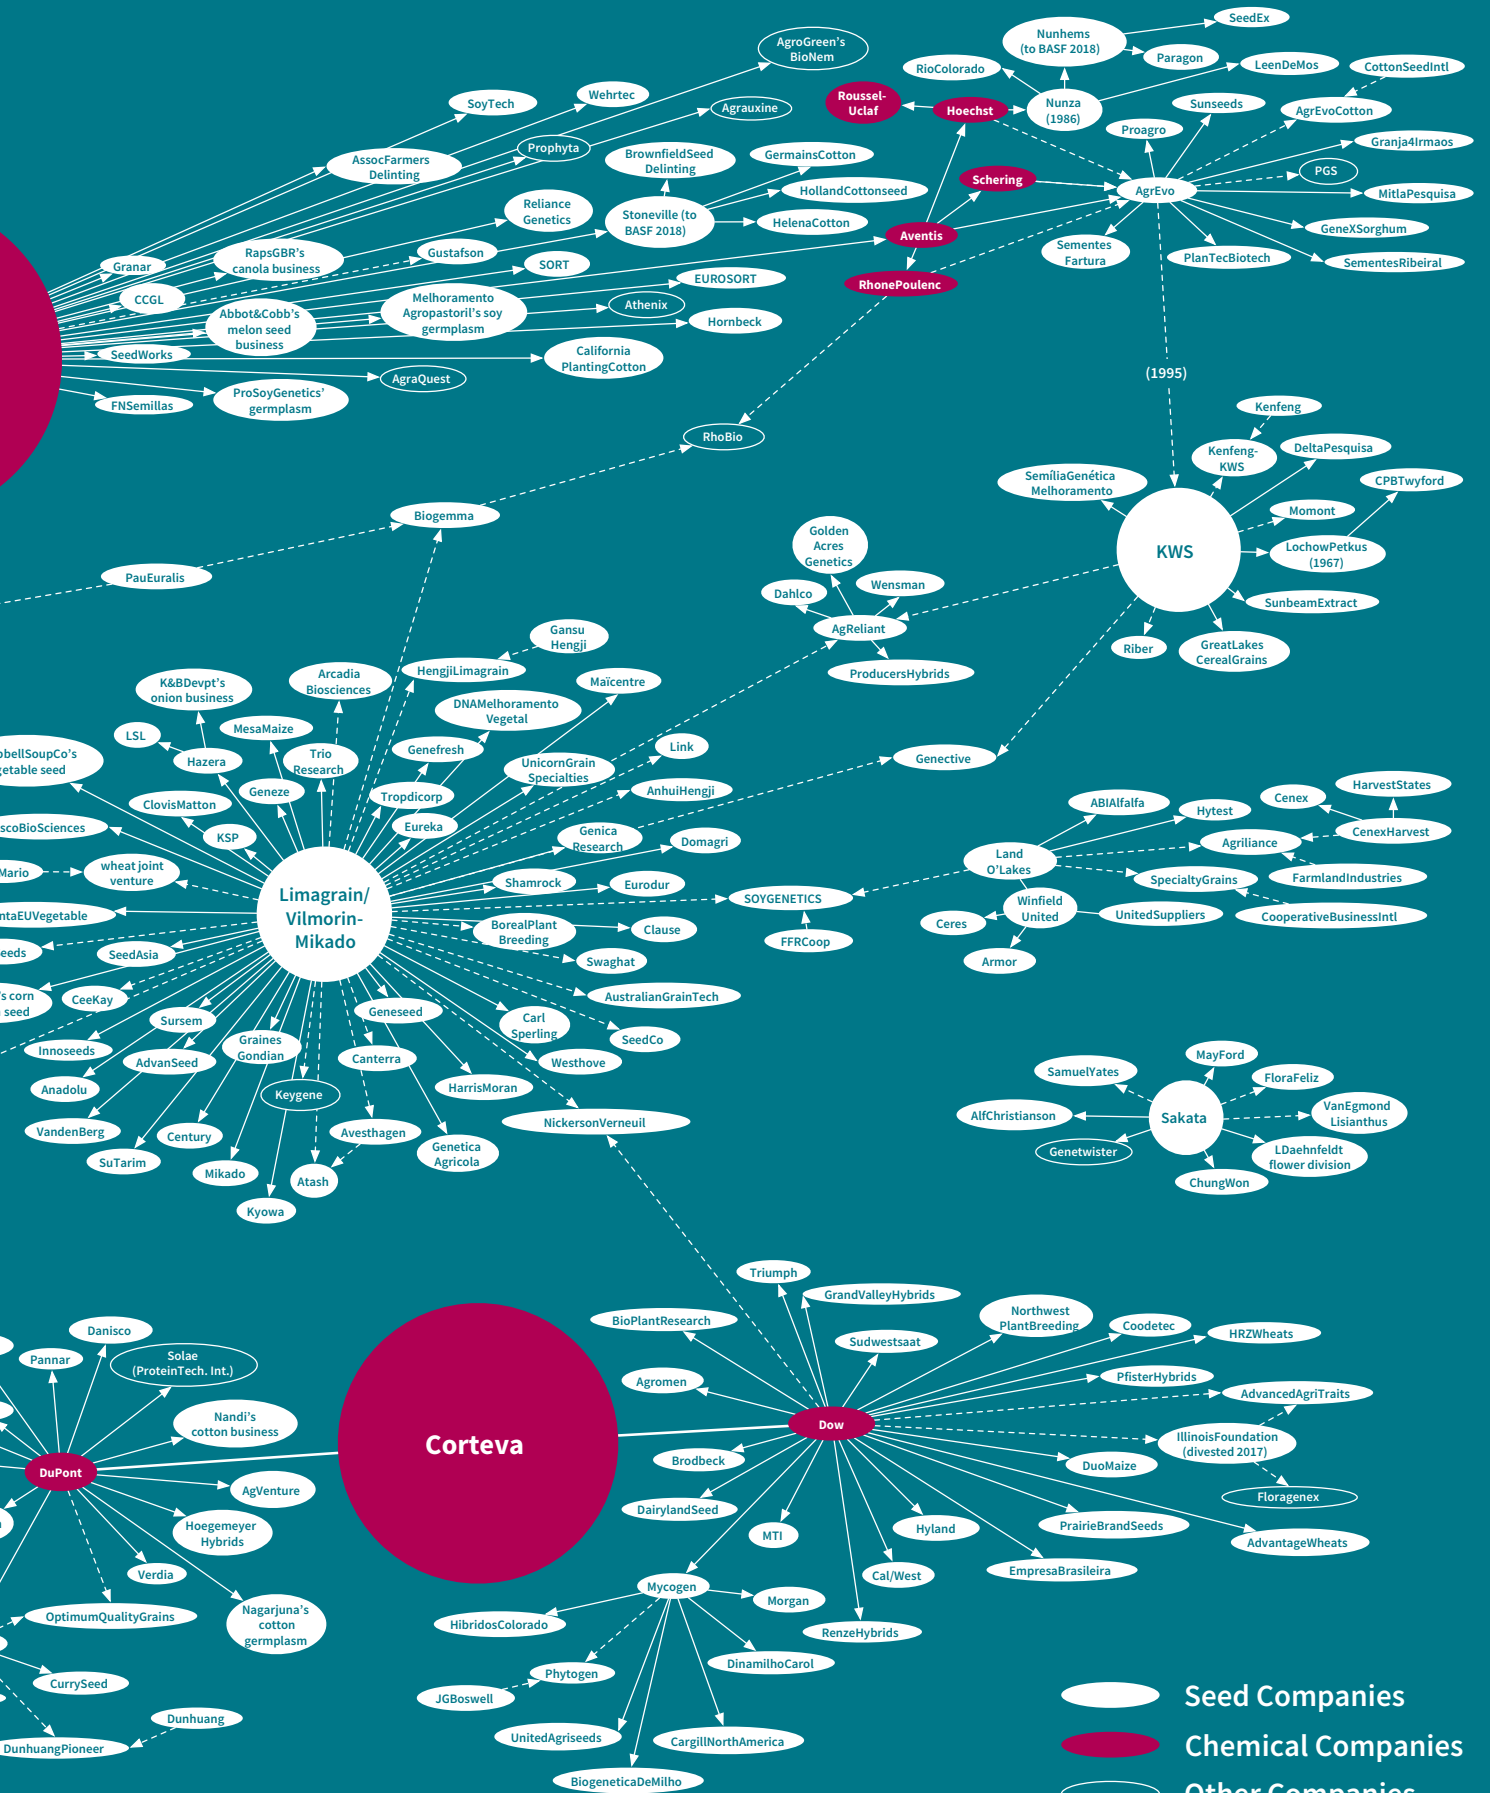 SeedEx
Nunhems
(to BASF 2018)
AgroGreen's
BioNem
Paragon
LeenDeMos
CottonSeedIntl
RioColorado
Wehrtec
SoyTech
Agrauxine
Roussel-
Uclaf
Hoechst
Nunza
(1986)
Sunseeds
AgrEvoCotton
Proagro
Granja4Irmaos
Prophyta
AssocFarmers
Delinting
BrownfieldSeed
Delinting
GermainsCotton
Schering
PGS
HollandCottonseed
AgrEvo
MitlaPesquisa
Reliance
Genetics
Stoneville (to
BASF 2018)
HelenaCotton
Aventis
GeneXSorghum
Sementes
Fartura
PlanTecBiotech
SementesRibeiral
Granar
RapsGBR's
canola business
Gustafson
SORT
EUROSORT
RhonePoulenc
CCGL
Abbot&Cobb's
melon seed
business
Melhoramento
Agropastoril's soy
germplasm
Athenix
Hornbeck
SeedWorks
California
PlantingCotton
AgraQuest
(1995)
FNSemillas
ProSoyGenetics'
germplasm
Kenfeng
RhoBio
Kenfeng-
KWS
DeltaPesquisa
SemíliaGenética
Melhoramento
CPBTwyford
Biogemma
Momont
Golden
Acres
Genetics
KWS
LochowPetkus
(1967)
PauEuralis
Dahlco
Wensman
SunbeamExtract
AgReliant
Gansu
Hengji
Riber
GreatLakes
CerealGrains
HengjiLimagrain
ProducersHybrids
Arcadia
Biosciences
K&BDevpt's
onion business
Maïcentre
DNAMelhoramento
Vegetal
MesaMaize
LSL
Trio
Research
Genefresh
Link
Hazera
UnicornGrain
Specialties
Genective
Geneze
Tropdicorp
AnhuiHengji
HarvestStates
Cenex
ABIAlfalfa
Hytest
ClovisMatton
Eureka
KSP
Genica
Research
Domagri
CenexHarvest
Agriliance
Land
O'Lakes
wheat joint
venture
Mario
Shamrock
Eurodur
SpecialtyGrains
FarmlandIndustries
Limagrain/
Vilmorin-
Mikado
SOYGENETICS
Winfield
United
UnitedSuppliers
CooperativeBusinessIntl
Ceres
BorealPlant
Breeding
Clause
FFRCoop
Armor
SeedAsia
Swaghat
CeeKay
AustralianGrainTech
Geneseed
Carl
Sperling
SeedCo
Sursem
Graines
Gondian
Innoseeds
AdvanSeed
Canterra
Westhove
MayFord
SamuelYates
FloraFeliz
Anadolu
Keygene
HarrisMoran
NickersonVerneuil
AlfChristianson
Sakata
VanEgmond
Lisianthus
VandenBerg
Century
Avesthagen
Genetica
Agricola
Genetwister
LDaehnfeldt
flower division
SuTarim
Mikado
Atash
ChungWon
Kyowa
Triumph
GrandValleyHybrids
BioPlantResearch
Northwest
PlantBreeding
Coodetec
HRZWheats
Danisco
Sudwestsaat
Pannar
Solae
(ProteinTech. Int.)
Agromen
PfisterHybrids
AdvancedAgriTraits
Nandi's
cotton business
Corteva
Dow
IllinoisFoundation
(divested 2017)
DuPont
Brodbeck
DuoMaize
AgVenture
Floragenex
DairylandSeed
Hoegemeyer
Hybrids
MTI
Hyland
PrairieBrandSeeds
AdvantageWheats
Verdia
Cal/West
EmpresaBrasileira
Mycogen
Morgan
OptimumQualityGrains
Nagarjuna's
cotton
germplasm
HibridosColorado
RenzeHybrids
Phytogen
DinamilhoCarol
CurrySeed
JGBoswell
Dunhuang
UnitedAgriseeds
CargillNorthAmerica
DunhuangPioneer
BiogeneticaDeMilho
Seed Companies
Chemical Companies